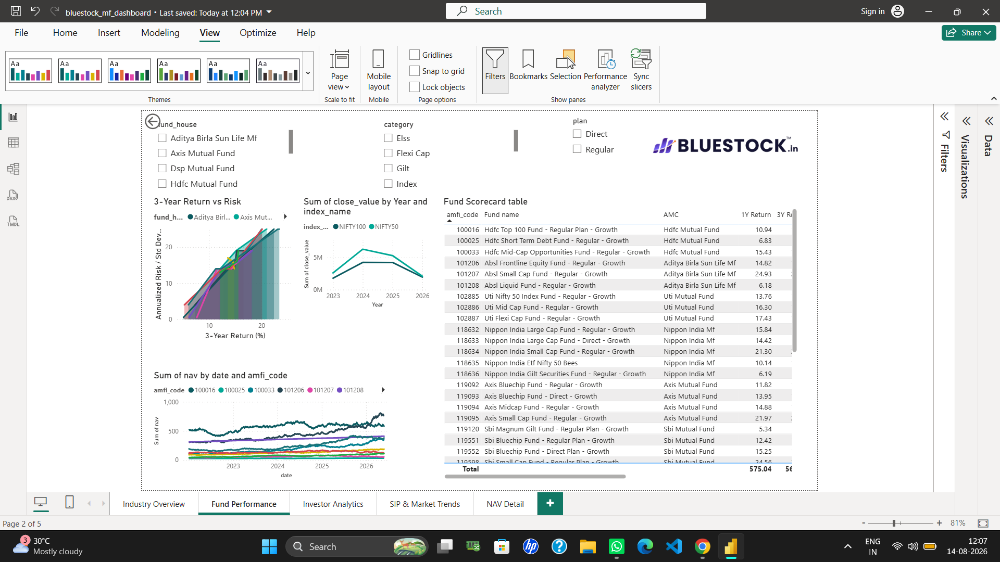 bluestock_mf_dashboard • Last saved: Today at 12:04 PM
Search
Sign in
File Home Insert Modeling View Optimize Help
Share
Aa Aa Aa Aa Aa Aa
Themes
Page view
Scale to fit
Mobile layout
Mobile
Gridlines
Snap to grid
Lock objects
Page options
Filters
Bookmarks
Selection
Performance analyzer
Sync slicers
Show panes
DAX
TMDL
fund_house
Aditya Birla Sun Life Mf
Axis Mutual Fund
Dsp Mutual Fund
Hdfc Mutual Fund
category
Elss
Flexi Cap
Gilt
Index
plan
Direct
Regular
BLUESTOCK™.in
Filters
Visualizations
Data
3-Year Return vs Risk
fund_h... Aditya Birl... Axis Mut...
Annualized Risk / Std Dev...
20
10
0
10 20
3-Year Return (%)
Sum of close_value by Year and
index_name
index_... NIFTY100 NIFTY50
Sum of close_value
5M
0M
2023 2024 2025 2026
Year
Sum of nav by date and amfi_code
amfi_code 100016 100025 100033 101206 101207 101208
Sum of nav
1,000
500
0
2023 2024 2025 2026
date
Fund Scorecard table
amfi_code Fund name AMC 1Y Return 3Y Re
100016 Hdfc Top 100 Fund - Regular Plan - Growth Hdfc Mutual Fund 10.94
100025 Hdfc Short Term Debt Fund - Regular - Growth Hdfc Mutual Fund 6.83
100033 Hdfc Mid-Cap Opportunities Fund - Regular - Growth Hdfc Mutual Fund 15.43
101206 Absl Frontline Equity Fund - Regular - Growth Aditya Birla Sun Life Mf 14.82
101207 Absl Small Cap Fund - Regular - Growth Aditya Birla Sun Life Mf 24.93
101208 Absl Liquid Fund - Regular - Growth Aditya Birla Sun Life Mf 6.18
102885 Uti Nifty 50 Index Fund - Regular - Growth Uti Mutual Fund 13.76
102886 Uti Mid Cap Fund - Regular - Growth Uti Mutual Fund 16.30
102887 Uti Flexi Cap Fund - Regular - Growth Uti Mutual Fund 17.43
118632 Nippon India Large Cap Fund - Regular - Growth Nippon India Mf 15.84
118633 Nippon India Large Cap Fund - Direct - Growth Nippon India Mf 14.42
118634 Nippon India Small Cap Fund - Regular - Growth Nippon India Mf 21.30
118635 Nippon India Etf Nifty 50 Bees Nippon India Mf 10.14
118636 Nippon India Gilt Securities Fund - Regular - Growth Nippon India Mf 6.19
119092 Axis Bluechip Fund - Regular - Growth Axis Mutual Fund 11.82
119093 Axis Bluechip Fund - Direct - Growth Axis Mutual Fund 13.95
119094 Axis Midcap Fund - Regular - Growth Axis Mutual Fund 14.88
119095 Axis Small Cap Fund - Regular - Growth Axis Mutual Fund 21.97
119120 Sbi Magnum Gilt Fund - Regular Plan - Growth Sbi Mutual Fund 5.34
119551 Sbi Bluechip Fund - Regular Plan - Growth Sbi Mutual Fund 12.42
119552 Sbi Bluechip Fund - Direct Plan - Growth Sbi Mutual Fund 15.25
119598 Sbi Small Cap Fund - Regular Plan - Growth Sbi Mutual Fund 24.56
Total 575.04 56
Industry Overview Fund Performance Investor Analytics SIP & Market Trends NAV Detail +
Page 2 of 5
- + 81%
3
30°C
Mostly cloudy
Search
hp
ENG
IN
12:07
14-08-2026